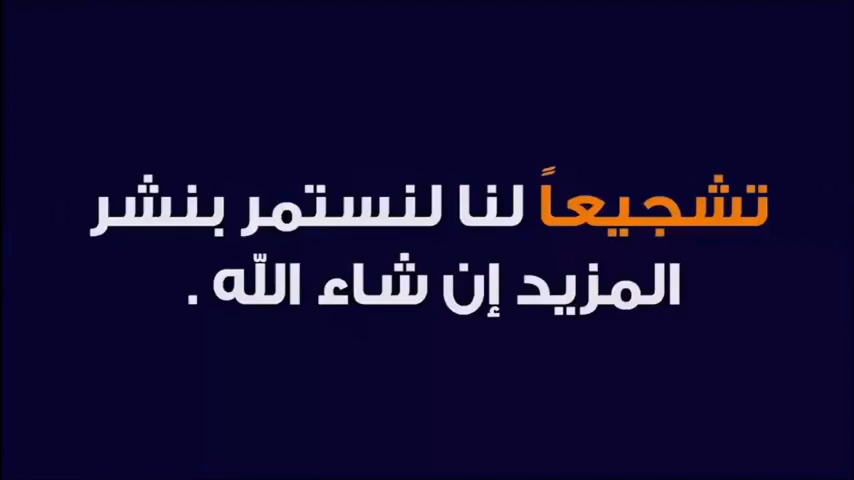 تشجيعاً لنا لنستمر بنشر
المزيد إن شاء الله .